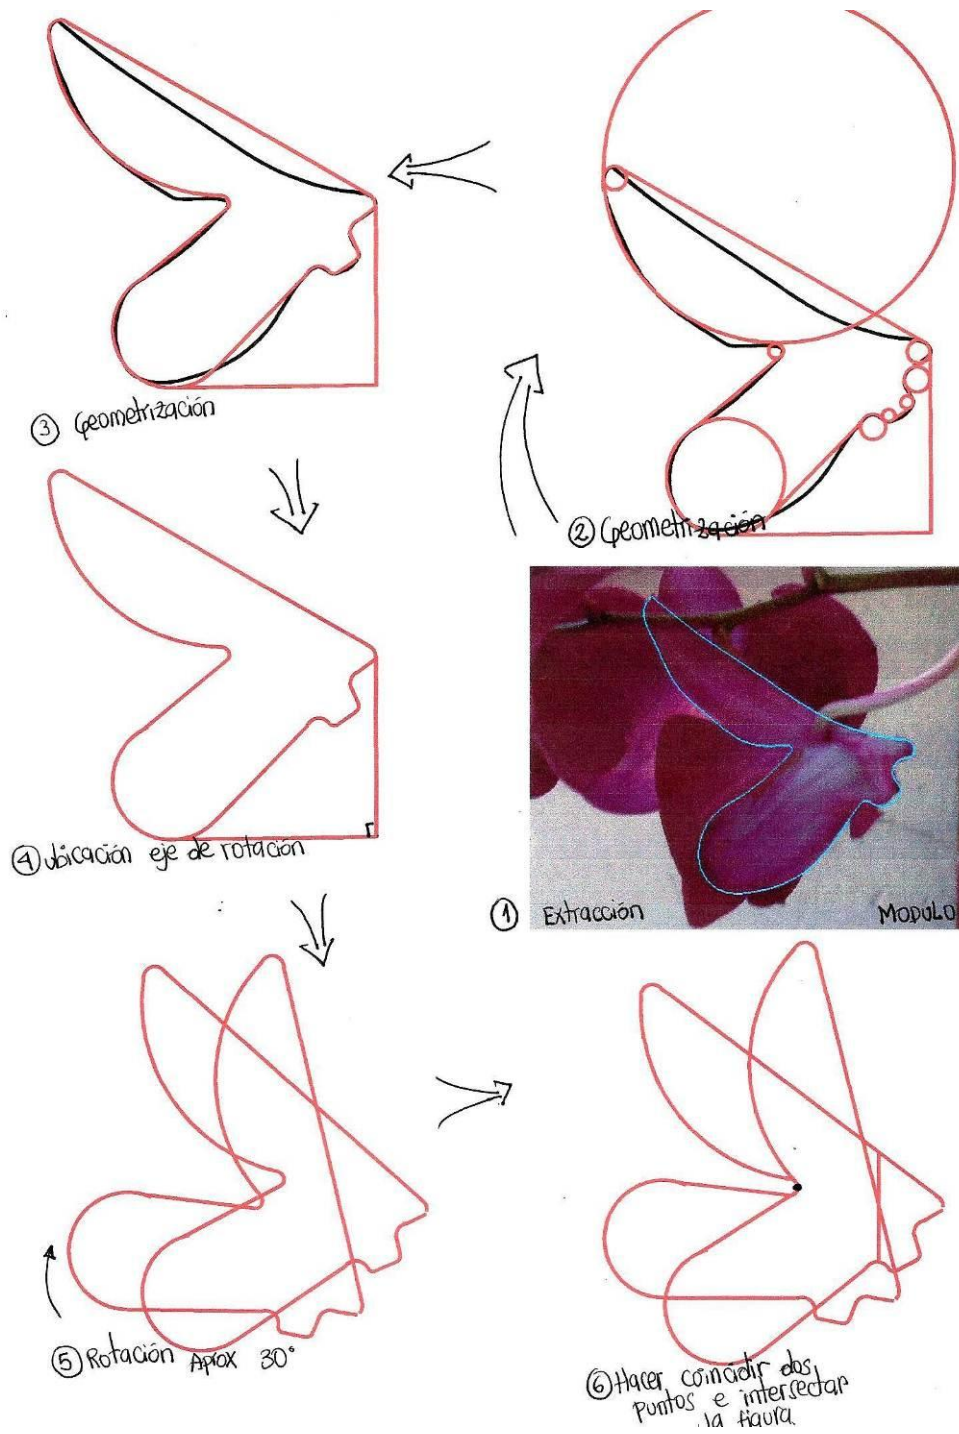 ③ Geometrización
② Geometrización
④ Ubicación eje de rotación
① Extracción MODULO
⑤ Rotación Aprox 30°
⑥ Hacer coincidir dos
puntos e intersectar
la figura.